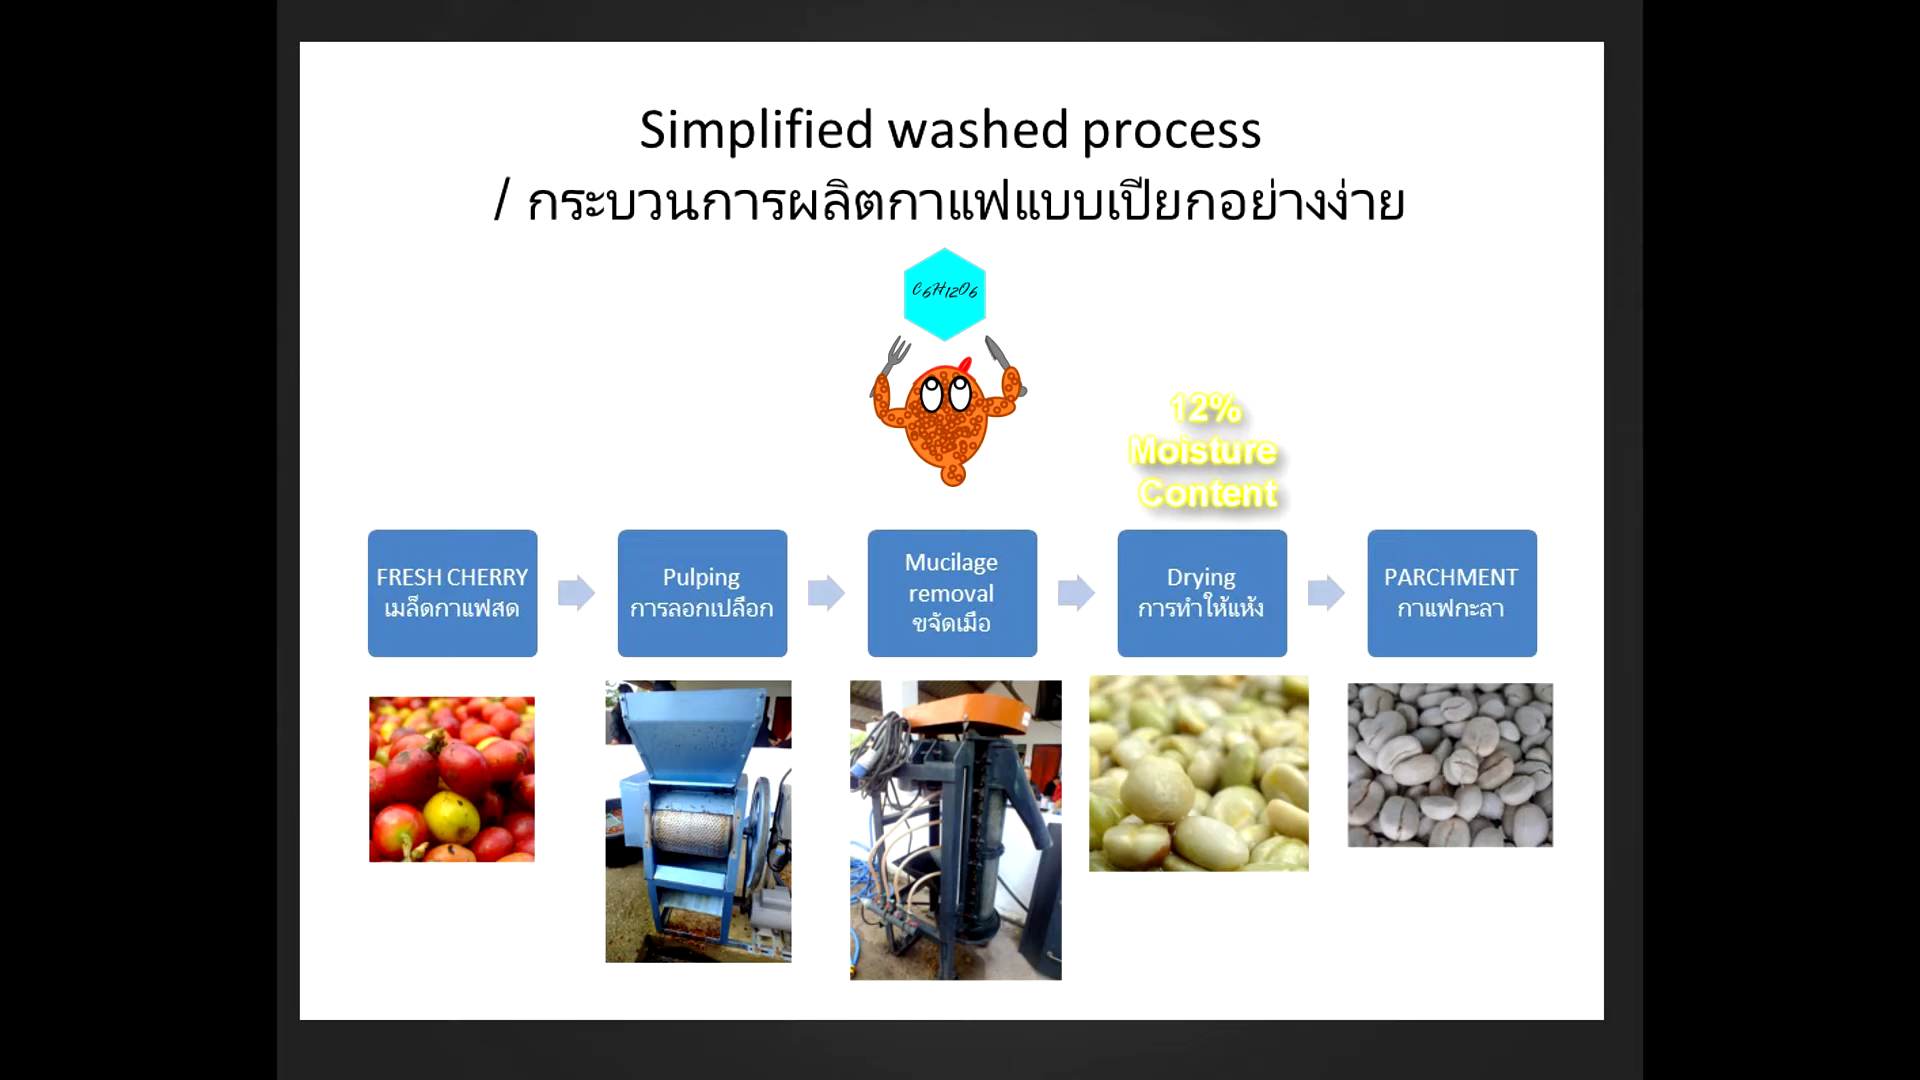 Simplified washed process
/ กระบวนการผลิตกาแฟแบบเปียกอย่างง่าย
C6H12O6
12%
Moisture
Content
FRESH CHERRY
เมล็ดกาแฟสด
Pulping
การลอกเปลือก
Mucilage
removal
ขจัดเมือ
Drying
การทำให้แห้ง
PARCHMENT
กาแฟกะลา